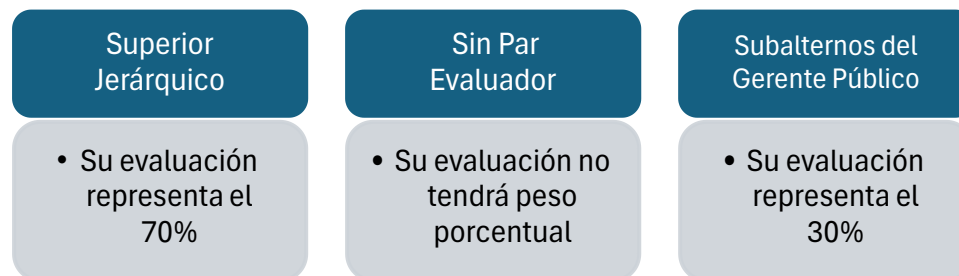 Superior
Jerárquico
• Su evaluación
representa el
70%
Sin Par
Evaluador
• Su evaluación no
tendrá peso
porcentual
Subalternos del
Gerente Público
• Su evaluación
representa el
30%